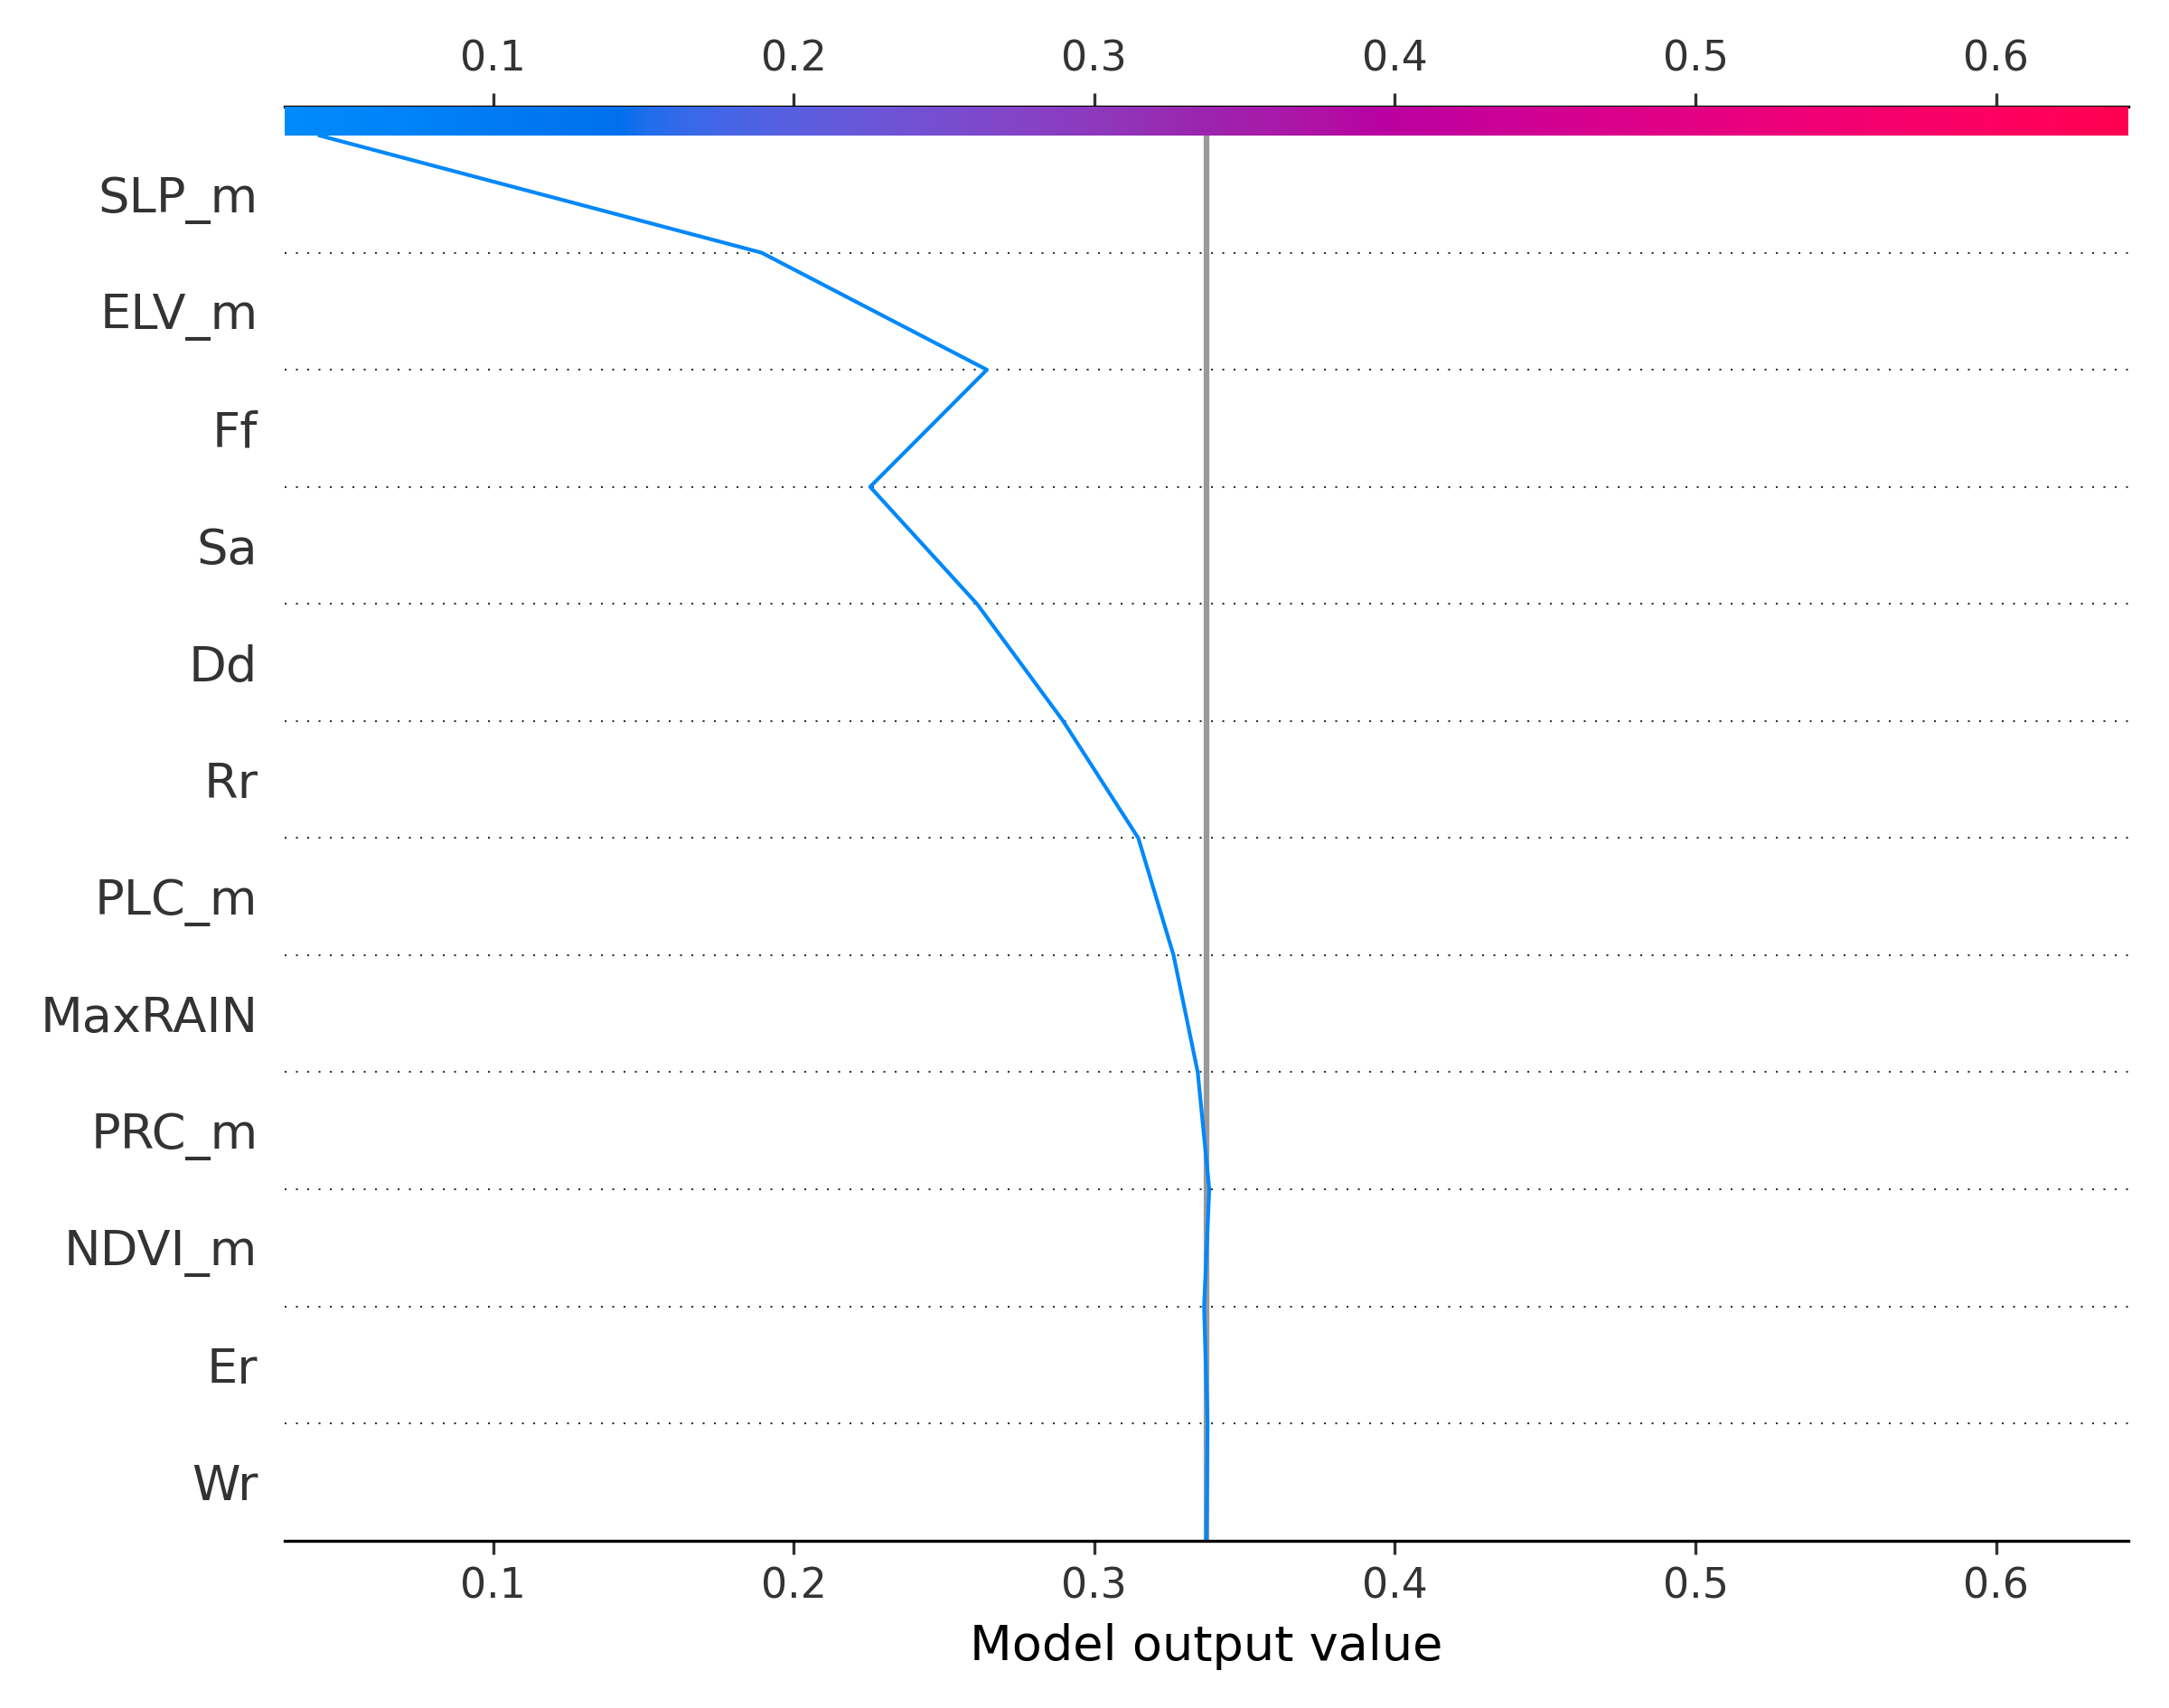 0.1 0.2 0.3 0.4 0.5 0.6
SLP_m
ELV_m
Ff
Sa
Dd
Rr
PLC_m
MaxRAIN
PRC_m
NDVI_m
Er
Wr
0.1 0.2 0.3 0.4 0.5 0.6
Model output value